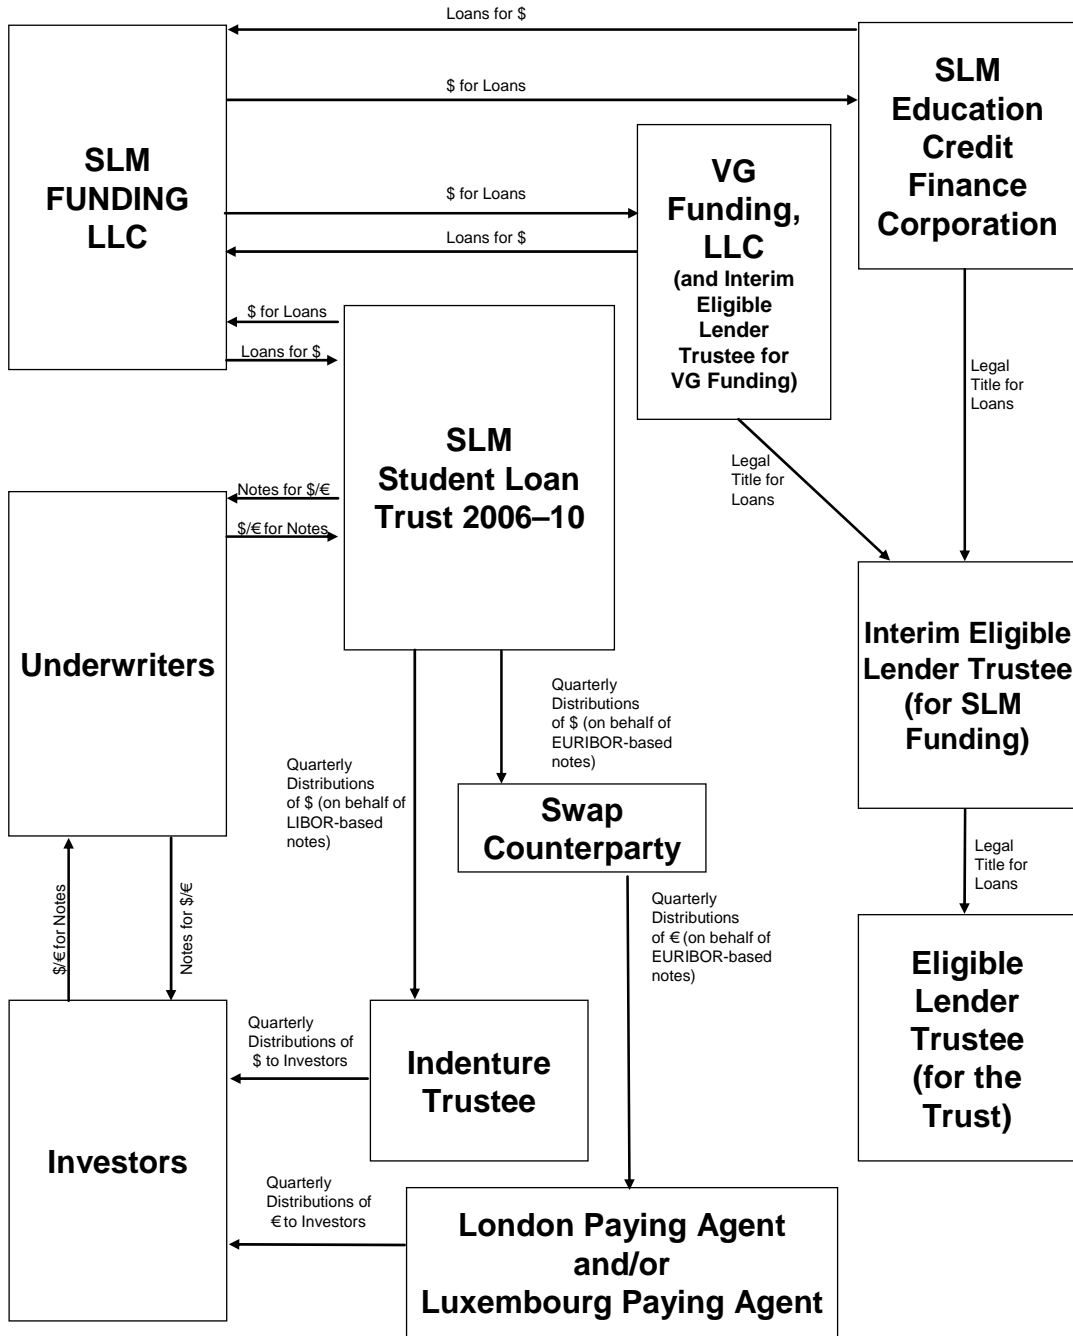 Loans for $
SLM
FUNDING
LLC
$ for Loans
SLM
Education
Credit
Finance
Corporation
$ for Loans
Loans for $
VG
Funding,
LLC
(and Interim
Eligible
Lender
Trustee for
VG Funding)
$ for Loans
Loans for $
SLM
Student Loan
Trust 2006–10
Legal
Title for
Loans
Legal
Title for
Loans
Notes for $/€
$/€ for Notes
Underwriters
Interim Eligible
Lender Trustee
(for SLM
Funding)
Quarterly
Distributions
of $ (on behalf of
EURIBOR-based
notes)
Quarterly
Distributions
of $ (on behalf of
LIBOR-based
notes)
Swap
Counterparty
Legal
Title for
Loans
$/€ for Notes
Notes for $/€
Quarterly
Distributions
of € (on behalf of
EURIBOR-based
notes)
Eligible
Lender
Trustee
(for the
Trust)
Quarterly
Distributions of
$ to Investors
Indenture
Trustee
Investors
Quarterly
Distributions of
€ to Investors
London Paying Agent
and/or
Luxembourg Paying Agent